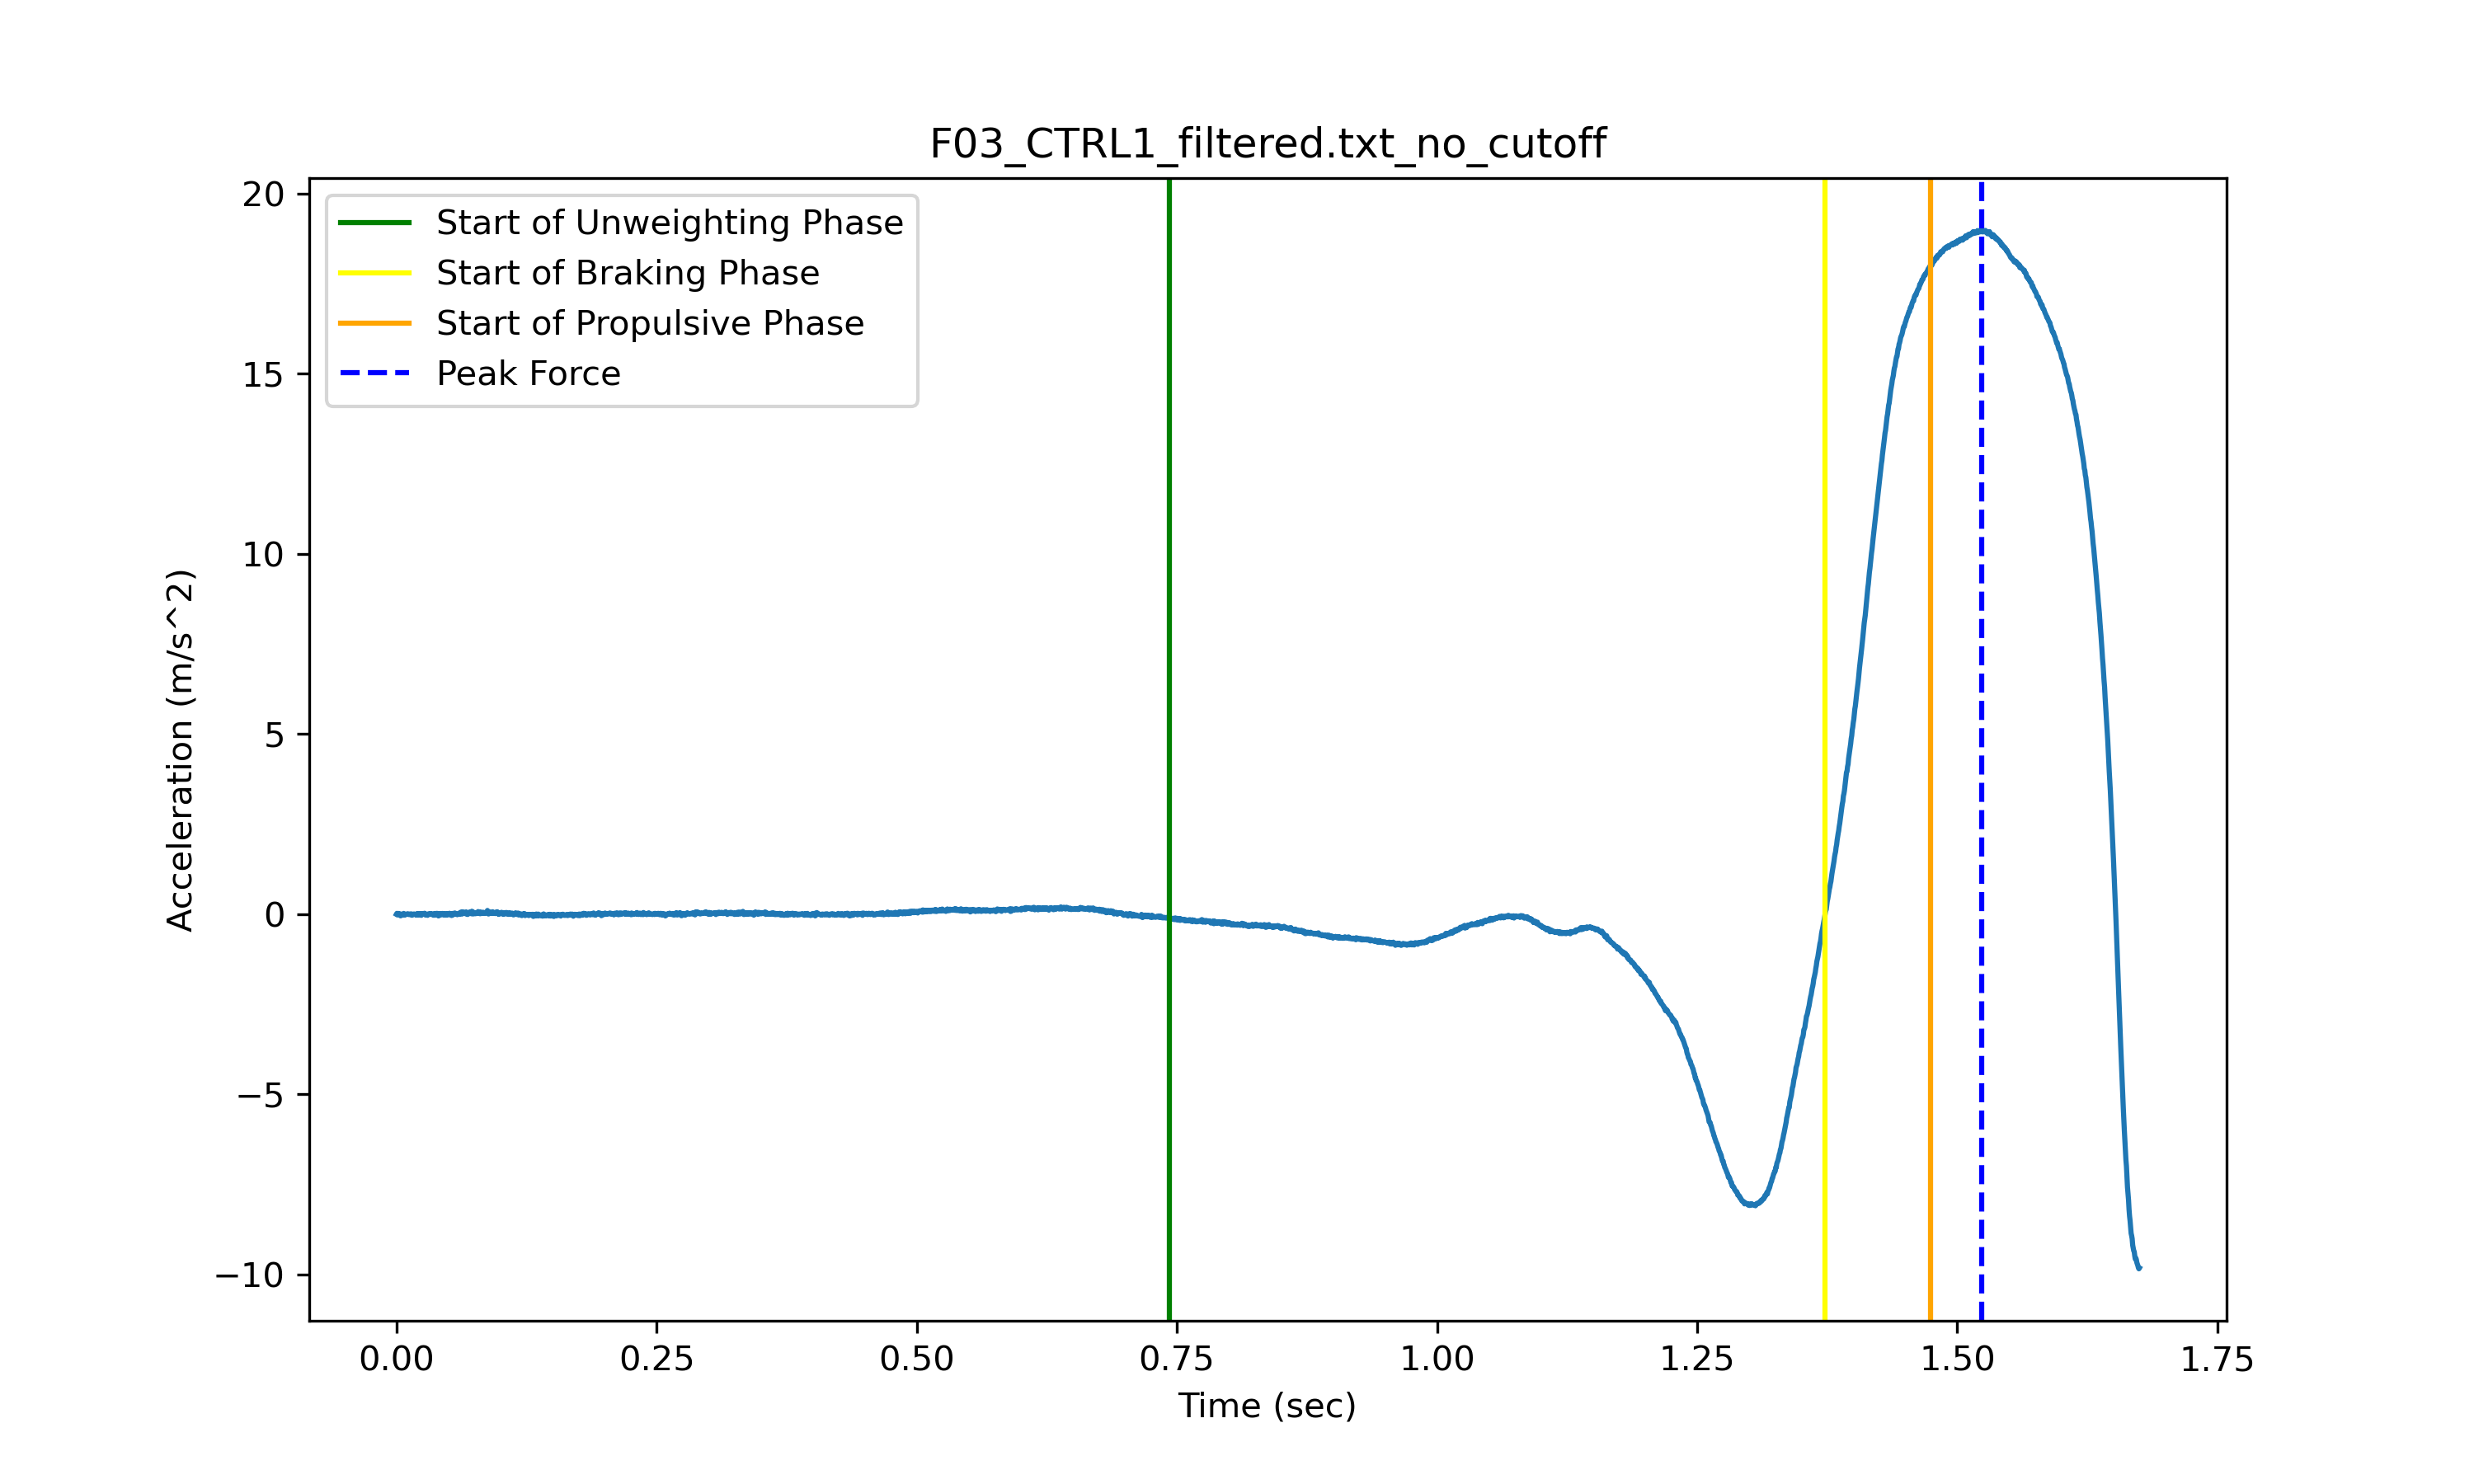 F03_CTRL1_filtered.txt_no_cutoff
Start of Unweighting Phase
Start of Braking Phase
Start of Propulsive Phase
Peak Force
20
15
10
5
0
−5
−10
Acceleration (m/s^2)
0.00 0.25 0.50 0.75 1.00 1.25 1.50 1.75
Time (sec)